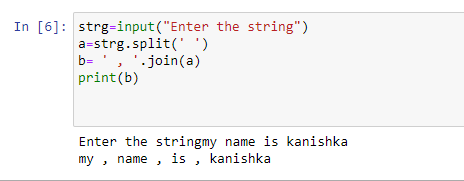 In [6]: strg=input("Enter the string")
a=strg.split(' ')
b= ' , '.join(a)
print(b)
Enter the stringmy name is kanishka
my , name , is , kanishka